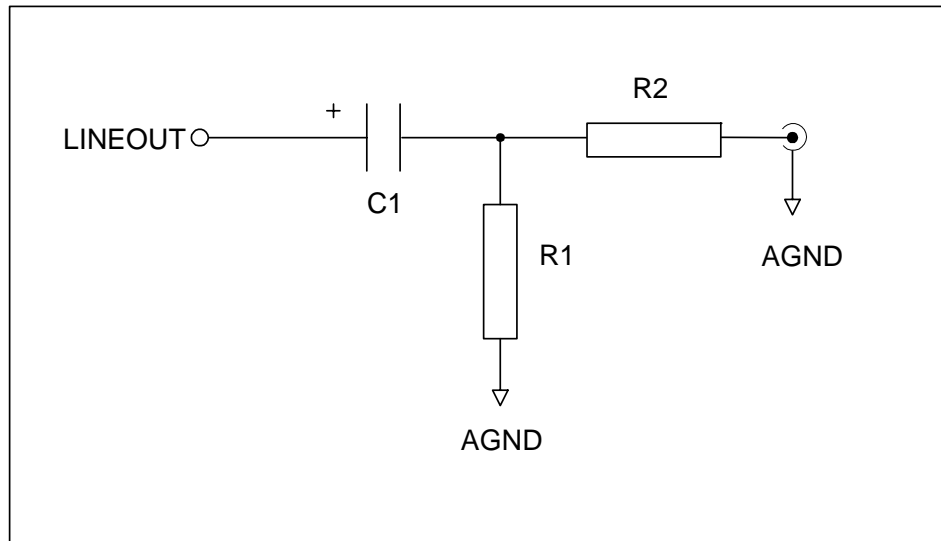 R2
+
LINEOUT
C1
R1
AGND
AGND